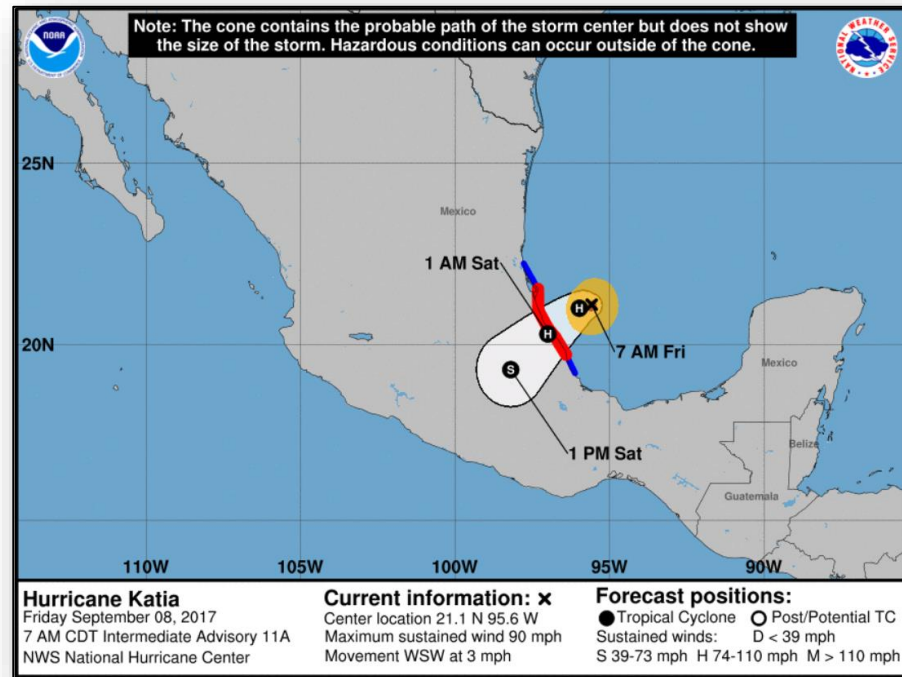 Note: The cone contains the probable path of the storm center but does not show
the size of the storm. Hazardous conditions can occur outside of the cone.
NOAA
NATIONAL WEATHER SERVICE
25N
Mexico
1 AM Sat
H
H
20N
7 AM Fri
Mexico
S
1 PM Sat
Belize
Guatemala
110W
105W
100W
95W
90W
Hurricane Katia
Friday September 08, 2017
7 AM CDT Intermediate Advisory 11A
NWS National Hurricane Center
Current information: ×
Center location 21.1 N 95.6 W
Maximum sustained wind 90 mph
Movement WSW at 3 mph
Forecast positions:
Tropical Cyclone Post/Potential TC
Sustained winds: D < 39 mph
S 39-73 mph H 74-110 mph M > 110 mph